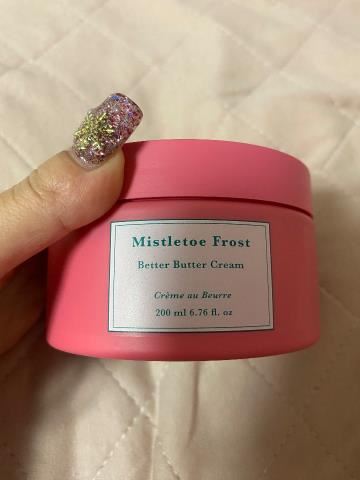 Mistletoe Frost
Better Butter Cream
Crème au Beurre
200 ml 6.76 fl. oz